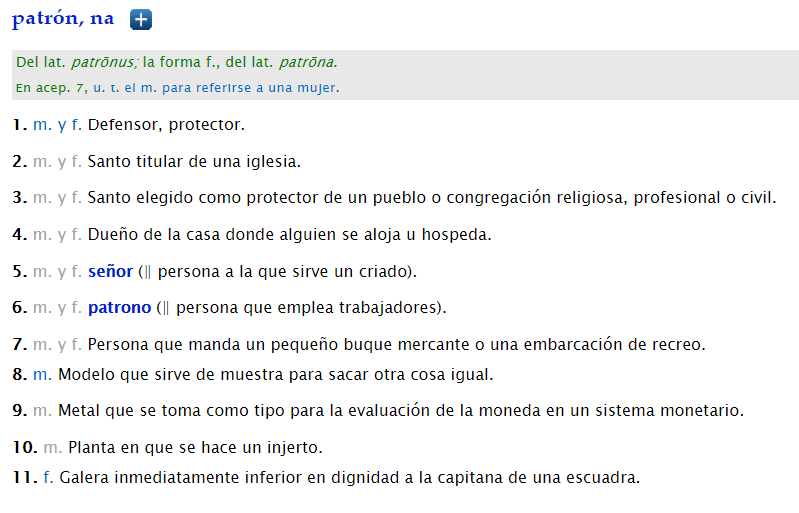 patrón, na
Del lat. patrōnus; la forma f., del lat. patrōna.
En acep. 7, u. t. el m. para referirse a una mujer.
1. m. y f. Defensor, protector.
2. m. y f. Santo titular de una iglesia.
3. m. y f. Santo elegido como protector de un pueblo o congregación religiosa, profesional o civil.
4. m. y f. Dueño de la casa donde alguien se aloja u hospeda.
5. m. y f. señor (‖ persona a la que sirve un criado).
6. m. y f. patrono (‖ persona que emplea trabajadores).
7. m. y f. Persona que manda un pequeño buque mercante o una embarcación de recreo.
8. m. Modelo que sirve de muestra para sacar otra cosa igual.
9. m. Metal que se toma como tipo para la evaluación de la moneda en un sistema monetario.
10. m. Planta en que se hace un injerto.
11. f. Galera inmediatamente inferior en dignidad a la capitana de una escuadra.